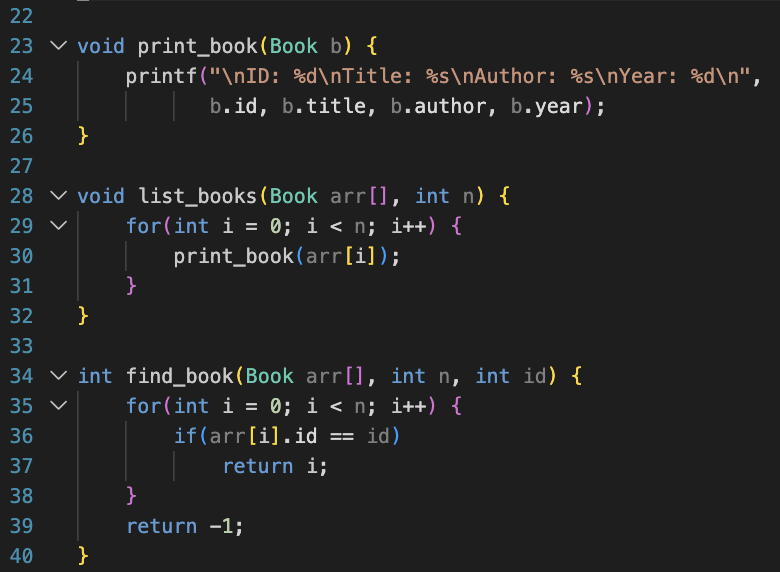 22
23 void print_book(Book b) {
24     printf("\nID: %d\nTitle: %s\nAuthor: %s\nYear: %d\n",
25            b.id, b.title, b.author, b.year);
26 }
27
28 void list_books(Book arr[], int n) {
29     for(int i = 0; i < n; i++) {
30         print_book(arr[i]);
31     }
32 }
33
34 int find_book(Book arr[], int n, int id) {
35     for(int i = 0; i < n; i++) {
36         if(arr[i].id == id)
37             return i;
38     }
39     return -1;
40 }